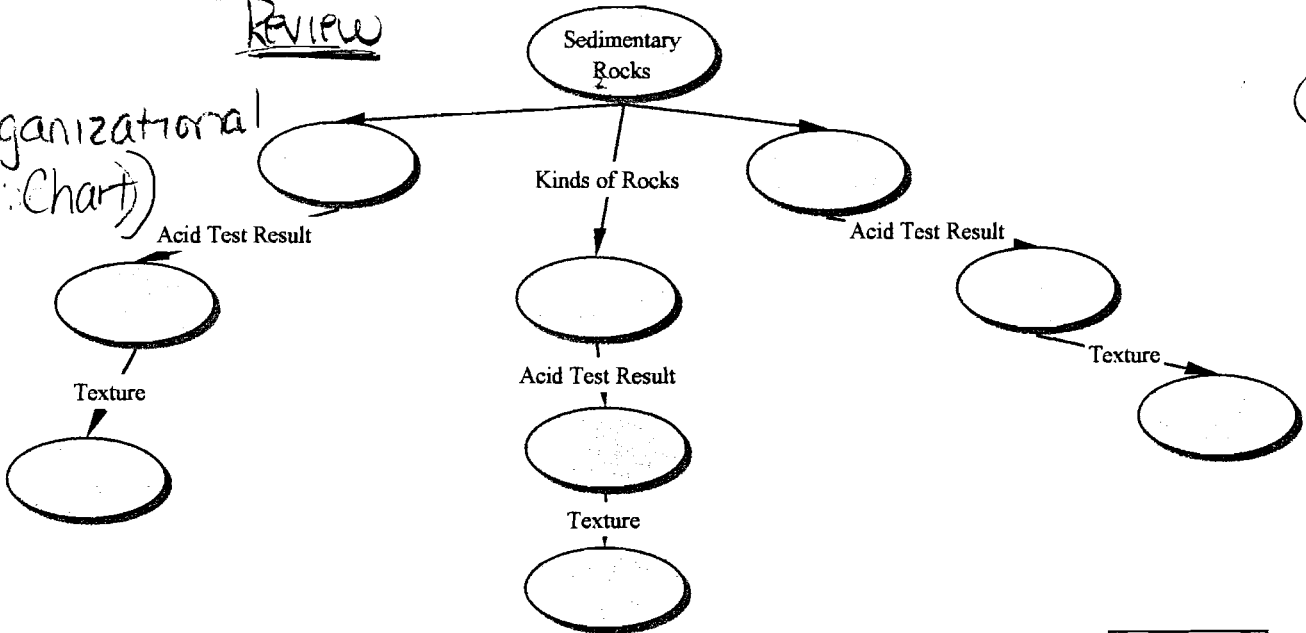 Review
Sedimentary
Rocks
ganizational
Chart)
Kinds of Rocks
Acid Test Result
Acid Test Result
Texture
Texture
Acid Test Result
Texture